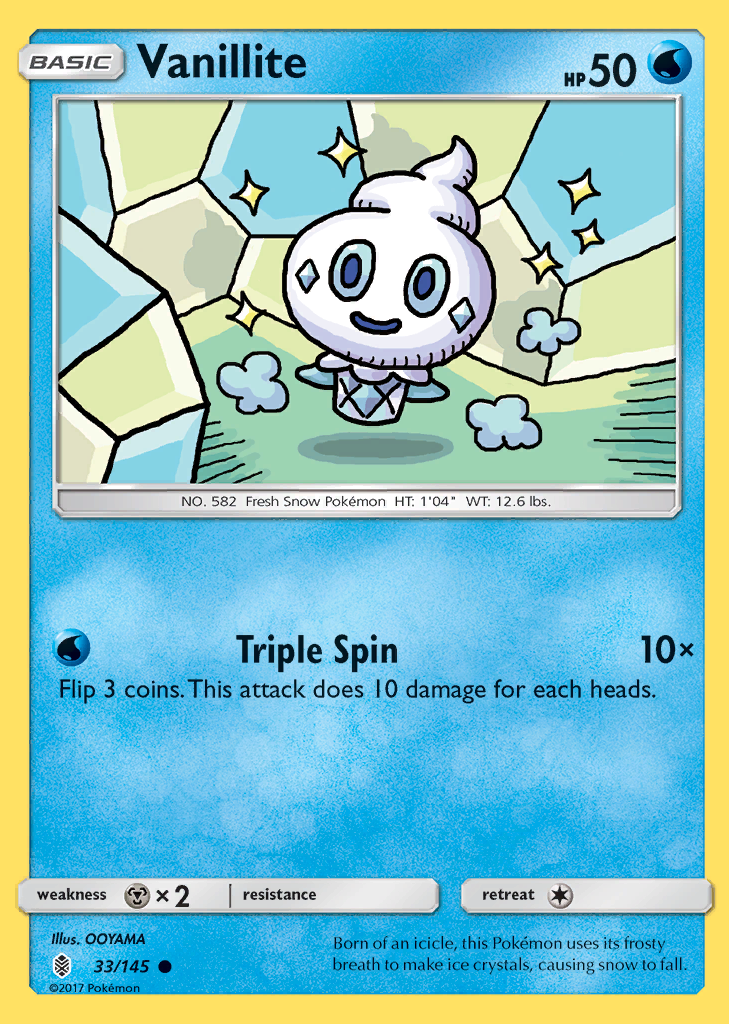 BASIC Vanillite HP 50
NO. 582 Fresh Snow Pokémon HT: 1'04" WT: 12.6 lbs.
Triple Spin 10×
Flip 3 coins. This attack does 10 damage for each heads.
weakness × 2 resistance retreat
Illus. OOYAMA
33/145
©2017 Pokémon
Born of an icicle, this Pokémon uses its frosty
breath to make ice crystals, causing snow to fall.